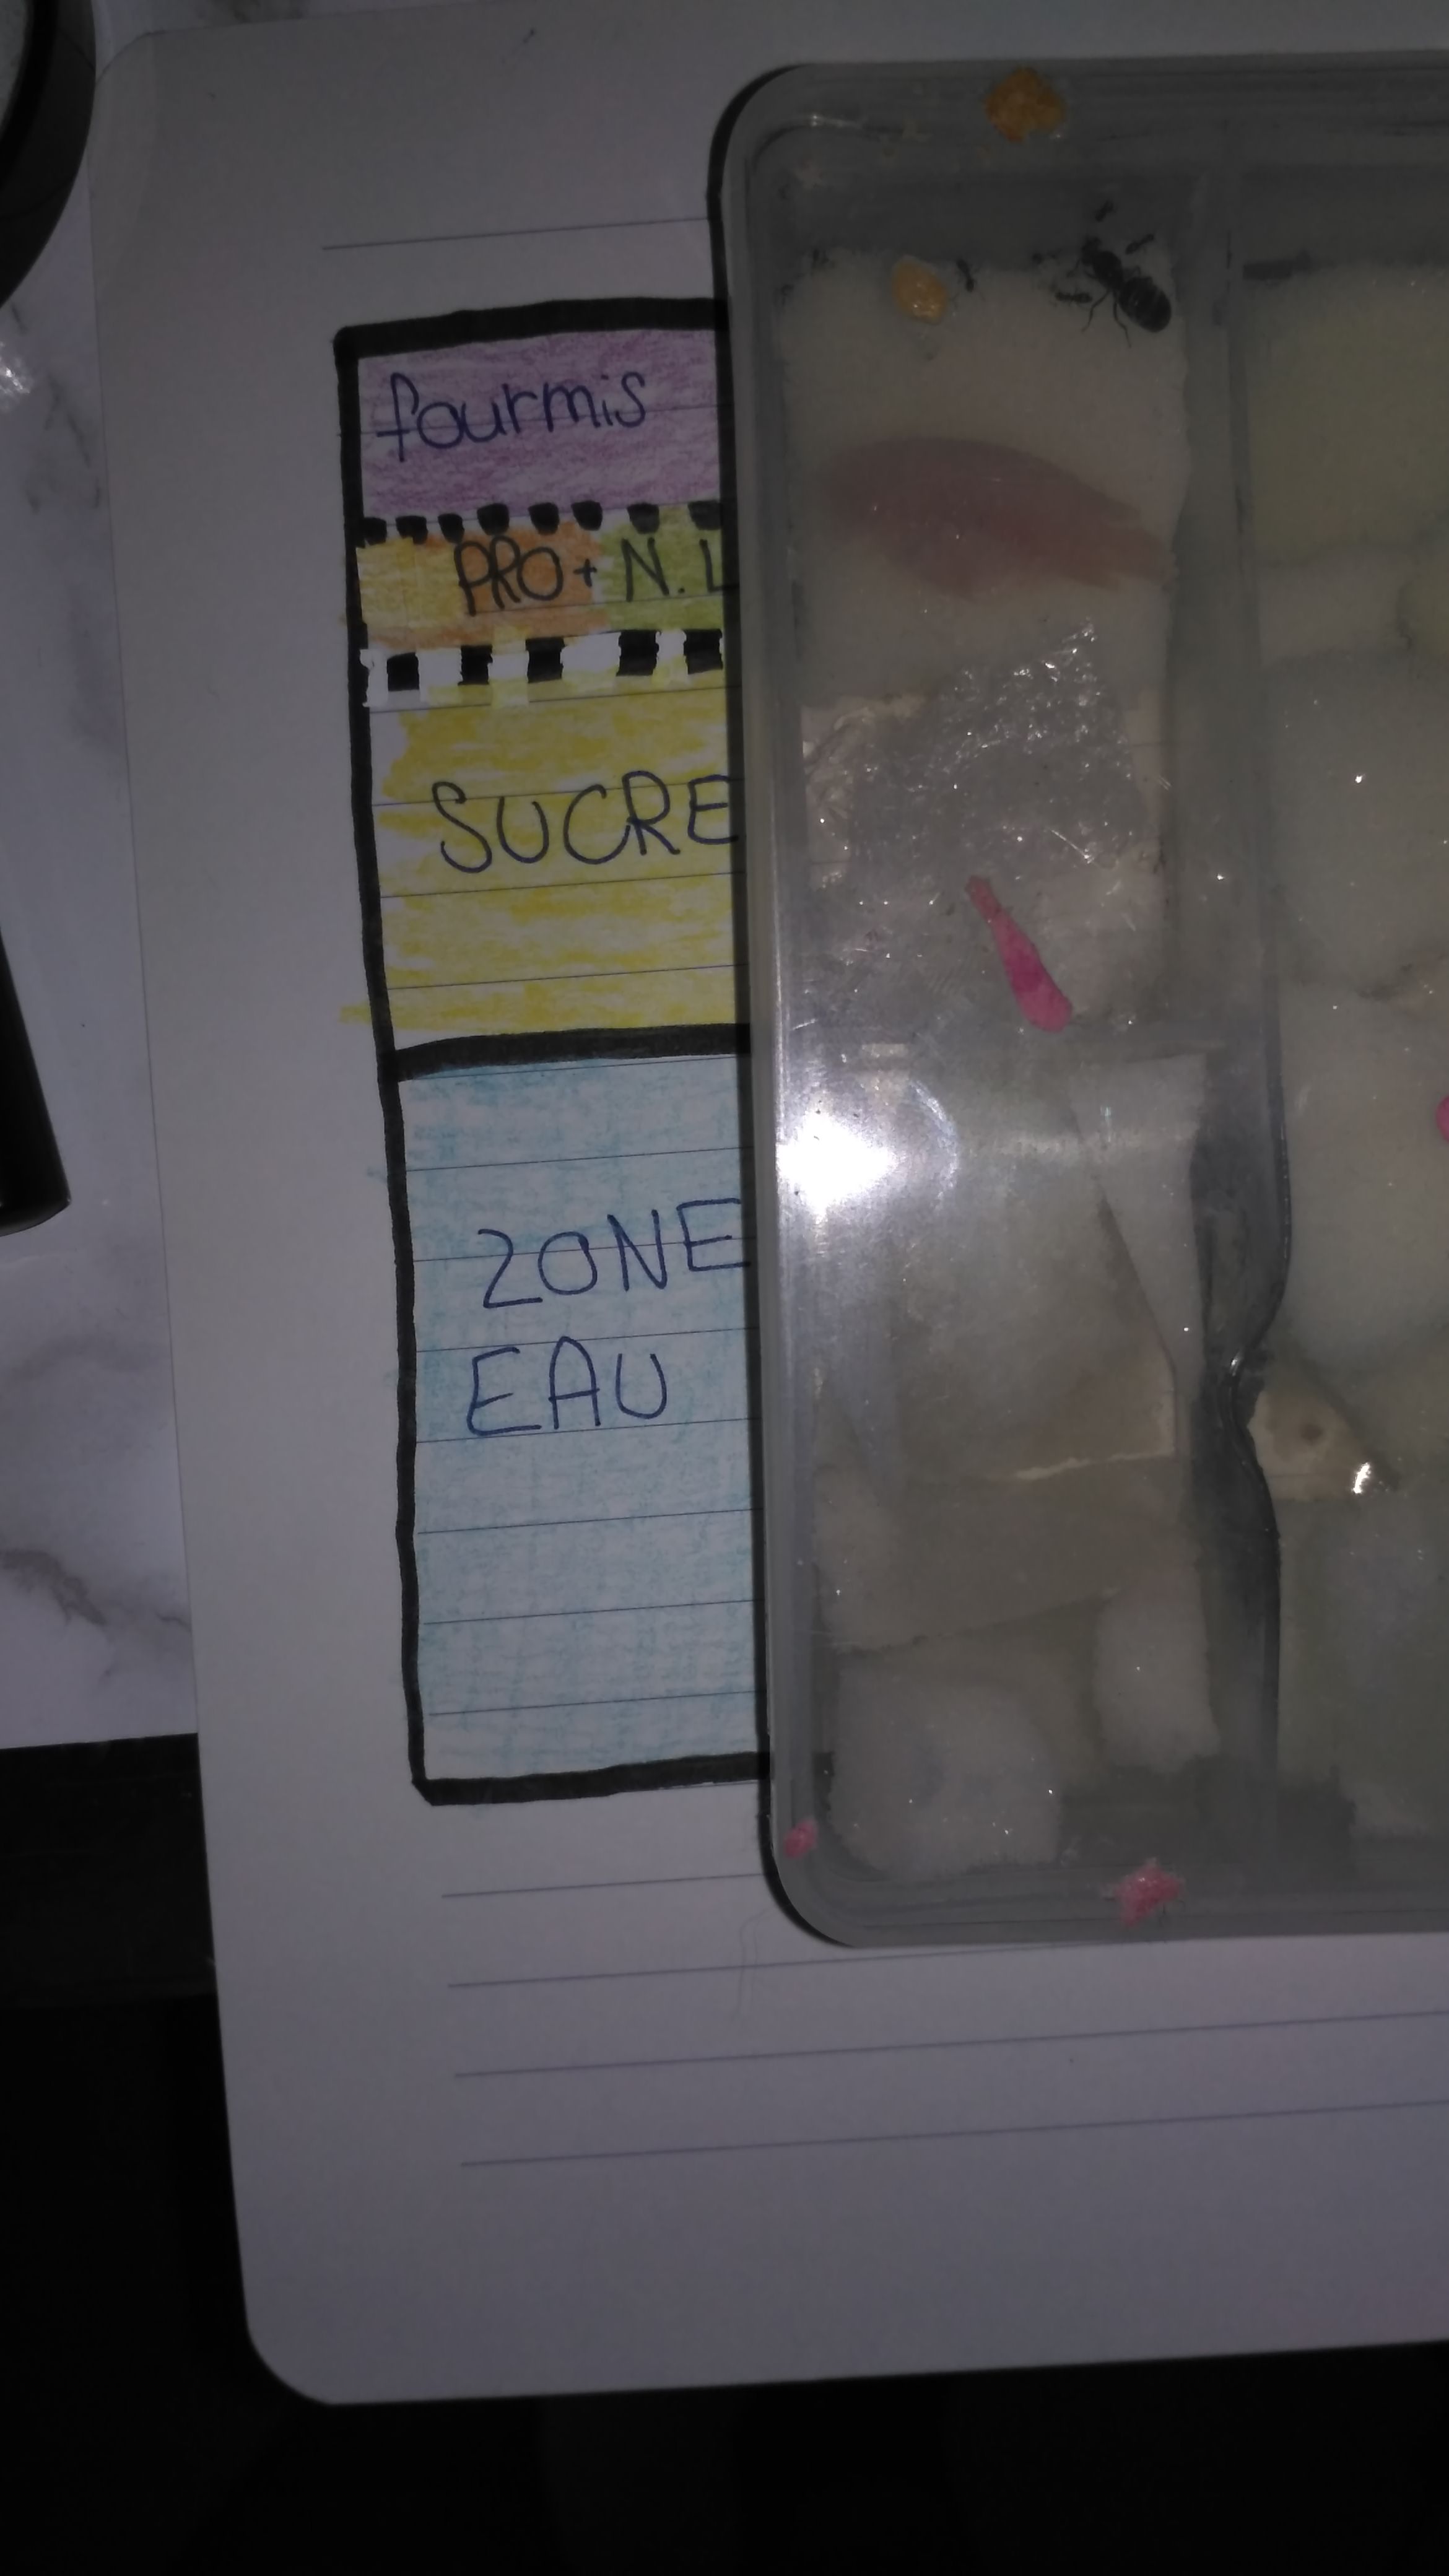 fourmis
PRO+ N.L
SUCRE
ZONE
EAU